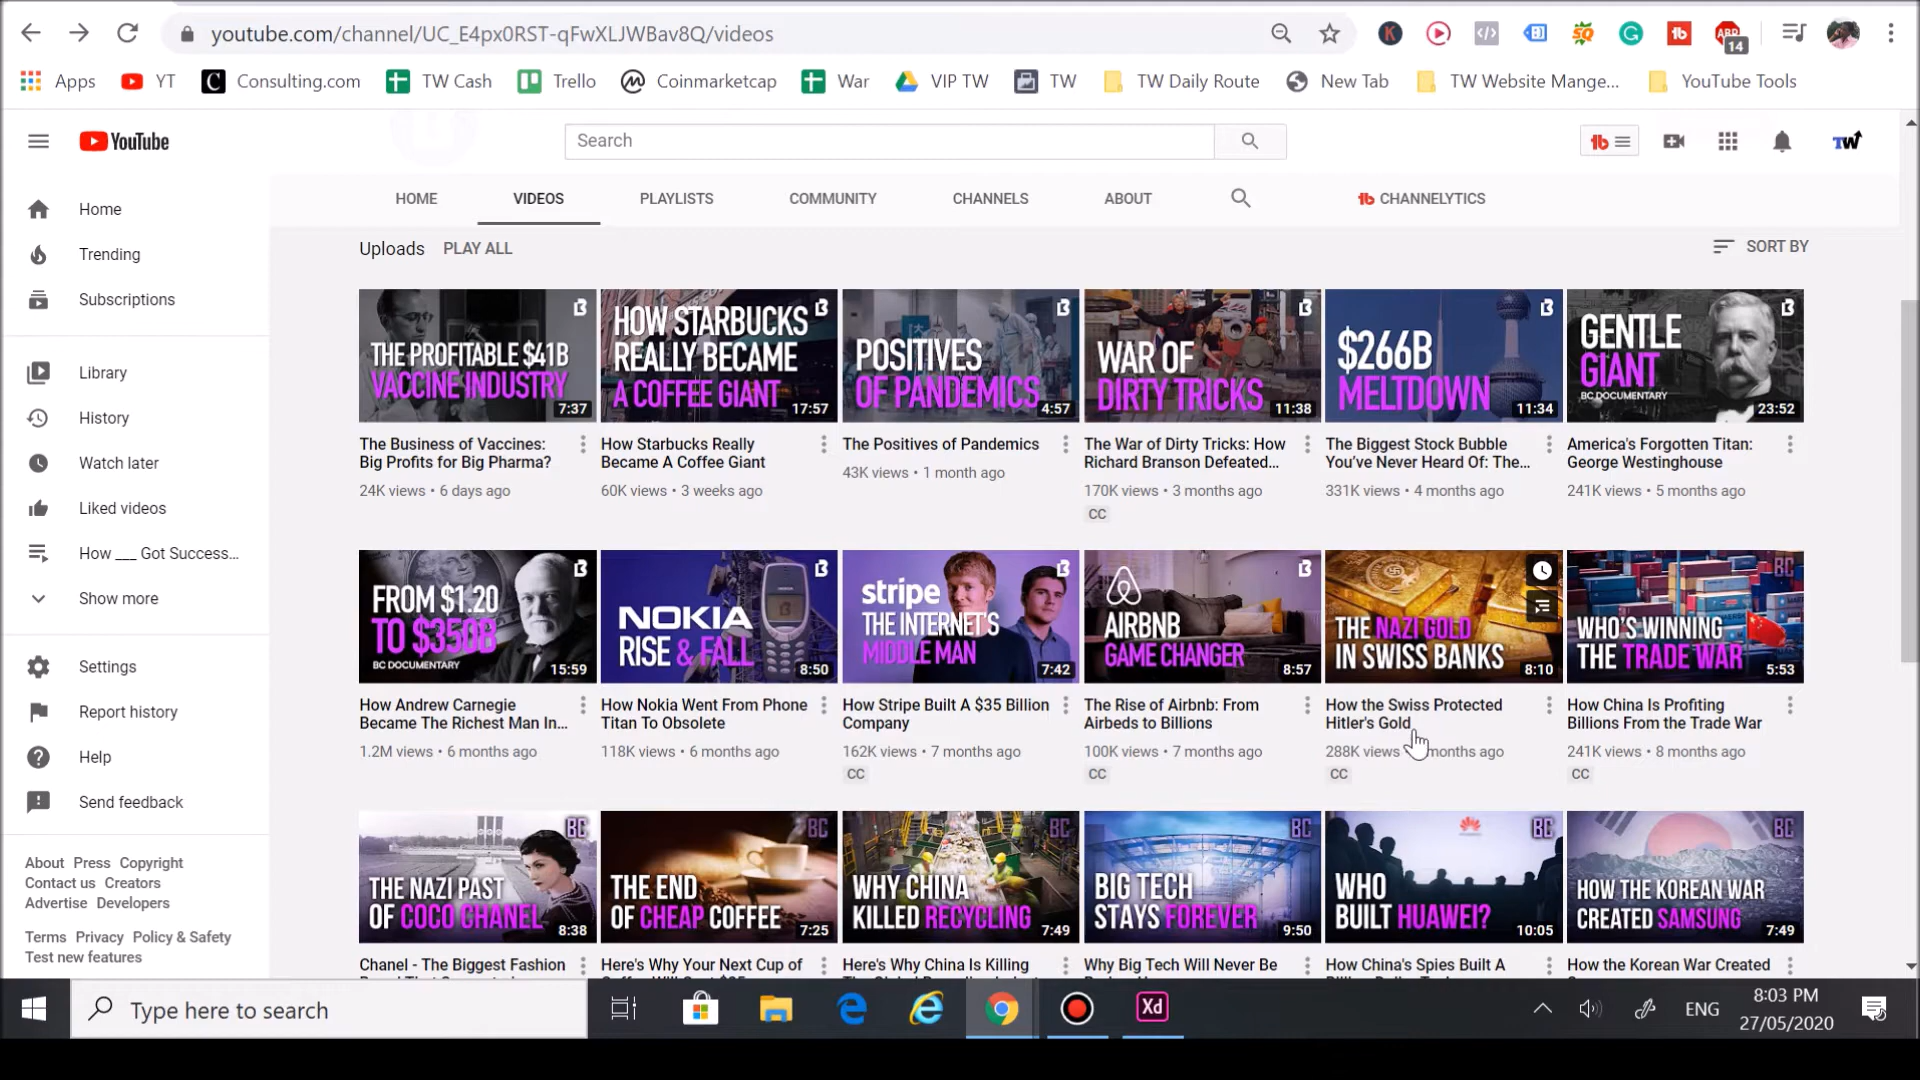 youtube.com/channel/UC_E4px0RST-qFwXLJWBav8Q/videos
14
Apps YT Consulting.com TW Cash Trello Coinmarketcap War VIP TW TW TW Daily Route New Tab TW Website Mange... YouTube Tools
YouTube
Search
TW
HOME VIDEOS PLAYLISTS COMMUNITY CHANNELS ABOUT CHANNELYTICS
Home
Trending
Subscriptions
Library
History
Watch later
Liked videos
How ___ Got Success...
Show more
Settings
Report history
Help
Send feedback
About Press Copyright
Contact us Creators
Advertise Developers
Terms Privacy Policy & Safety
Test new features
Uploads PLAY ALL SORT BY
THE PROFITABLE $41B
VACCINE INDUSTRY
7:37
The Business of Vaccines:
Big Profits for Big Pharma?
24K views • 6 days ago
HOW STARBUCKS
REALLY BECAME
A COFFEE GIANT
17:57
How Starbucks Really
Became A Coffee Giant
60K views • 3 weeks ago
POSITIVES
OF PANDEMICS
4:57
The Positives of Pandemics
43K views • 1 month ago
WAR OF
DIRTY TRICKS
11:38
The War of Dirty Tricks: How
Richard Branson Defeated...
170K views • 3 months ago
CC
$266B
MELTDOWN
11:34
The Biggest Stock Bubble
You've Never Heard Of: The...
331K views • 4 months ago
GENTLE
GIANT
BC DOCUMENTARY
23:52
America's Forgotten Titan:
George Westinghouse
241K views • 5 months ago
FROM $1.20
TO $350B
BC DOCUMENTARY
15:59
How Andrew Carnegie
Became The Richest Man In...
1.2M views • 6 months ago
NOKIA
RISE & FALL
8:50
How Nokia Went From Phone
Titan To Obsolete
118K views • 6 months ago
stripe
THE INTERNET'S
MIDDLE MAN
7:42
How Stripe Built A $35 Billion
Company
162K views • 7 months ago
CC
AIRBNB
GAME CHANGER
8:57
The Rise of Airbnb: From
Airbeds to Billions
100K views • 7 months ago
CC
THE NAZI GOLD
IN SWISS BANKS
8:10
How the Swiss Protected
Hitler's Gold
288K views months ago
CC
BC
WHO'S WINNING
THE TRADE WAR
5:53
How China Is Profiting
Billions From the Trade War
241K views • 8 months ago
CC
BC
THE NAZI PAST
OF COCO CHANEL
8:38
Chanel - The Biggest Fashion
BC
THE END
OF CHEAP COFFEE
7:25
Here's Why Your Next Cup of
BC
WHY CHINA
KILLED RECYCLING
7:49
Here's Why China Is Killing
BC
BIG TECH
STAYS FOREVER
9:50
Why Big Tech Will Never Be
BC
WHO
BUILT HUAWEI?
10:05
How China's Spies Built A
BC
HOW THE KOREAN WAR
CREATED SAMSUNG
7:49
How the Korean War Created
Type here to search
Xd
ENG
8:03 PM
27/05/2020